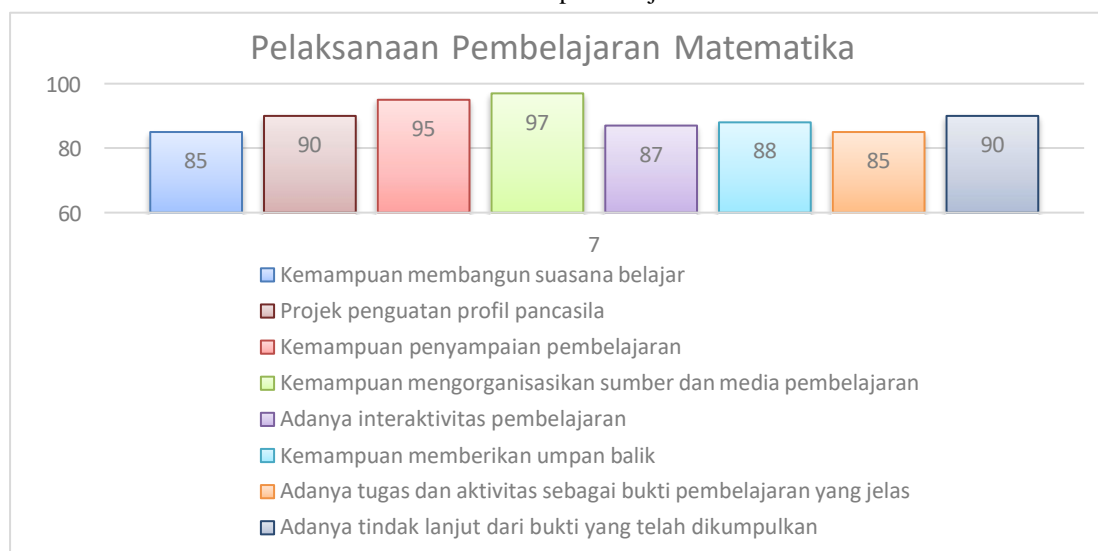 Pelaksanaan Pembelajaran Matematika
100
80
60
85
90
95
97
87
88
85
90
7
Kemampuan membangun suasana belajar
Projek penguatan profil pancasila
Kemampuan penyampaian pembelajaran
Kemampuan mengorganisasikan sumber dan media pembelajaran
Adanya interaktivitas pembelajaran
Kemampuan memberikan umpan balik
Adanya tugas dan aktivitas sebagai bukti pembelajaran yang jelas
Adanya tindak lanjut dari bukti yang telah dikumpulkan